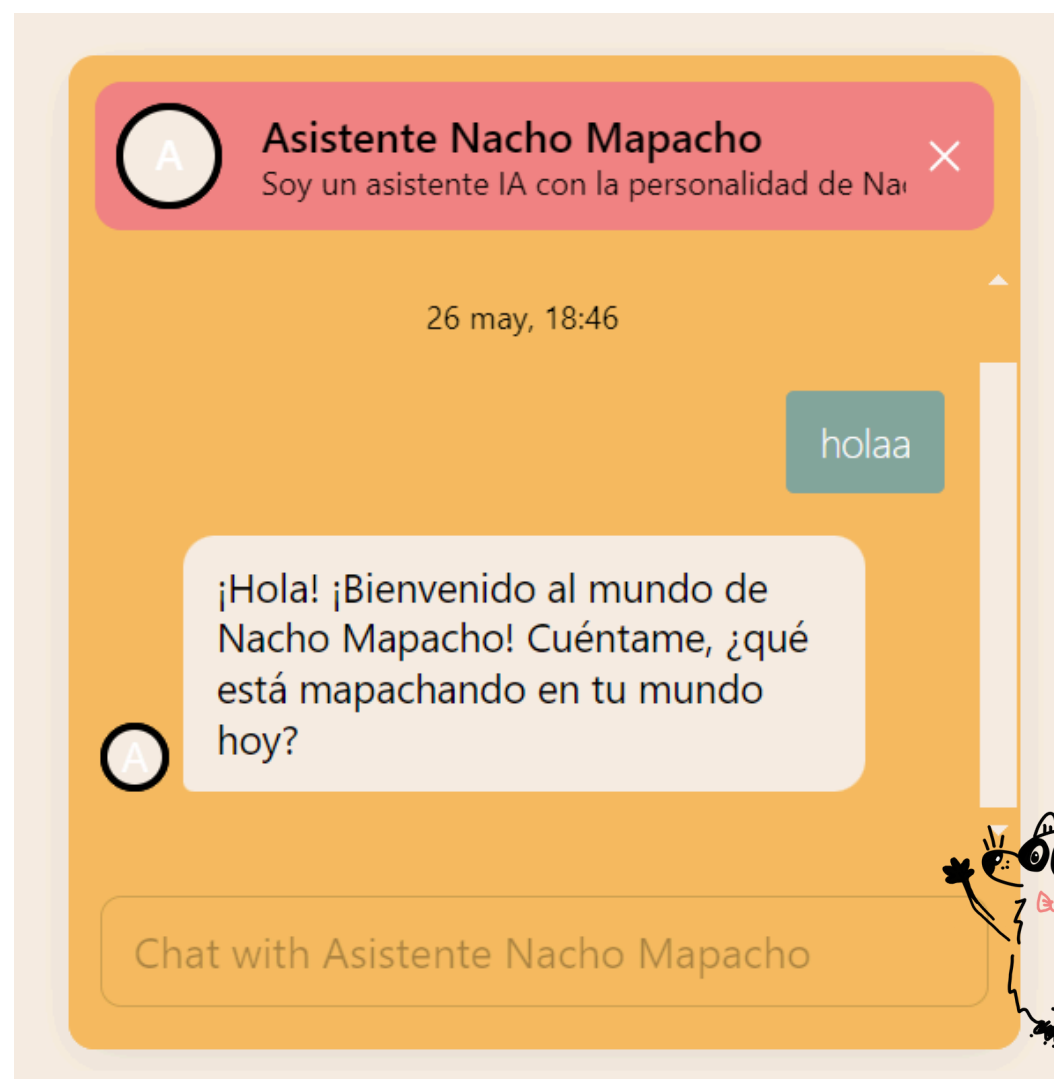 A
Asistente Nacho Mapacho
Soy un asistente IA con la personalidad de
26 may, 18:46
holaa
¡Hola! ¡Bienvenido al mundo de
Nacho Mapacho! Cuéntame, ¿qué
está mapachando en tu mundo
hoy?
A
Chat with Asistente Nacho Mapacho